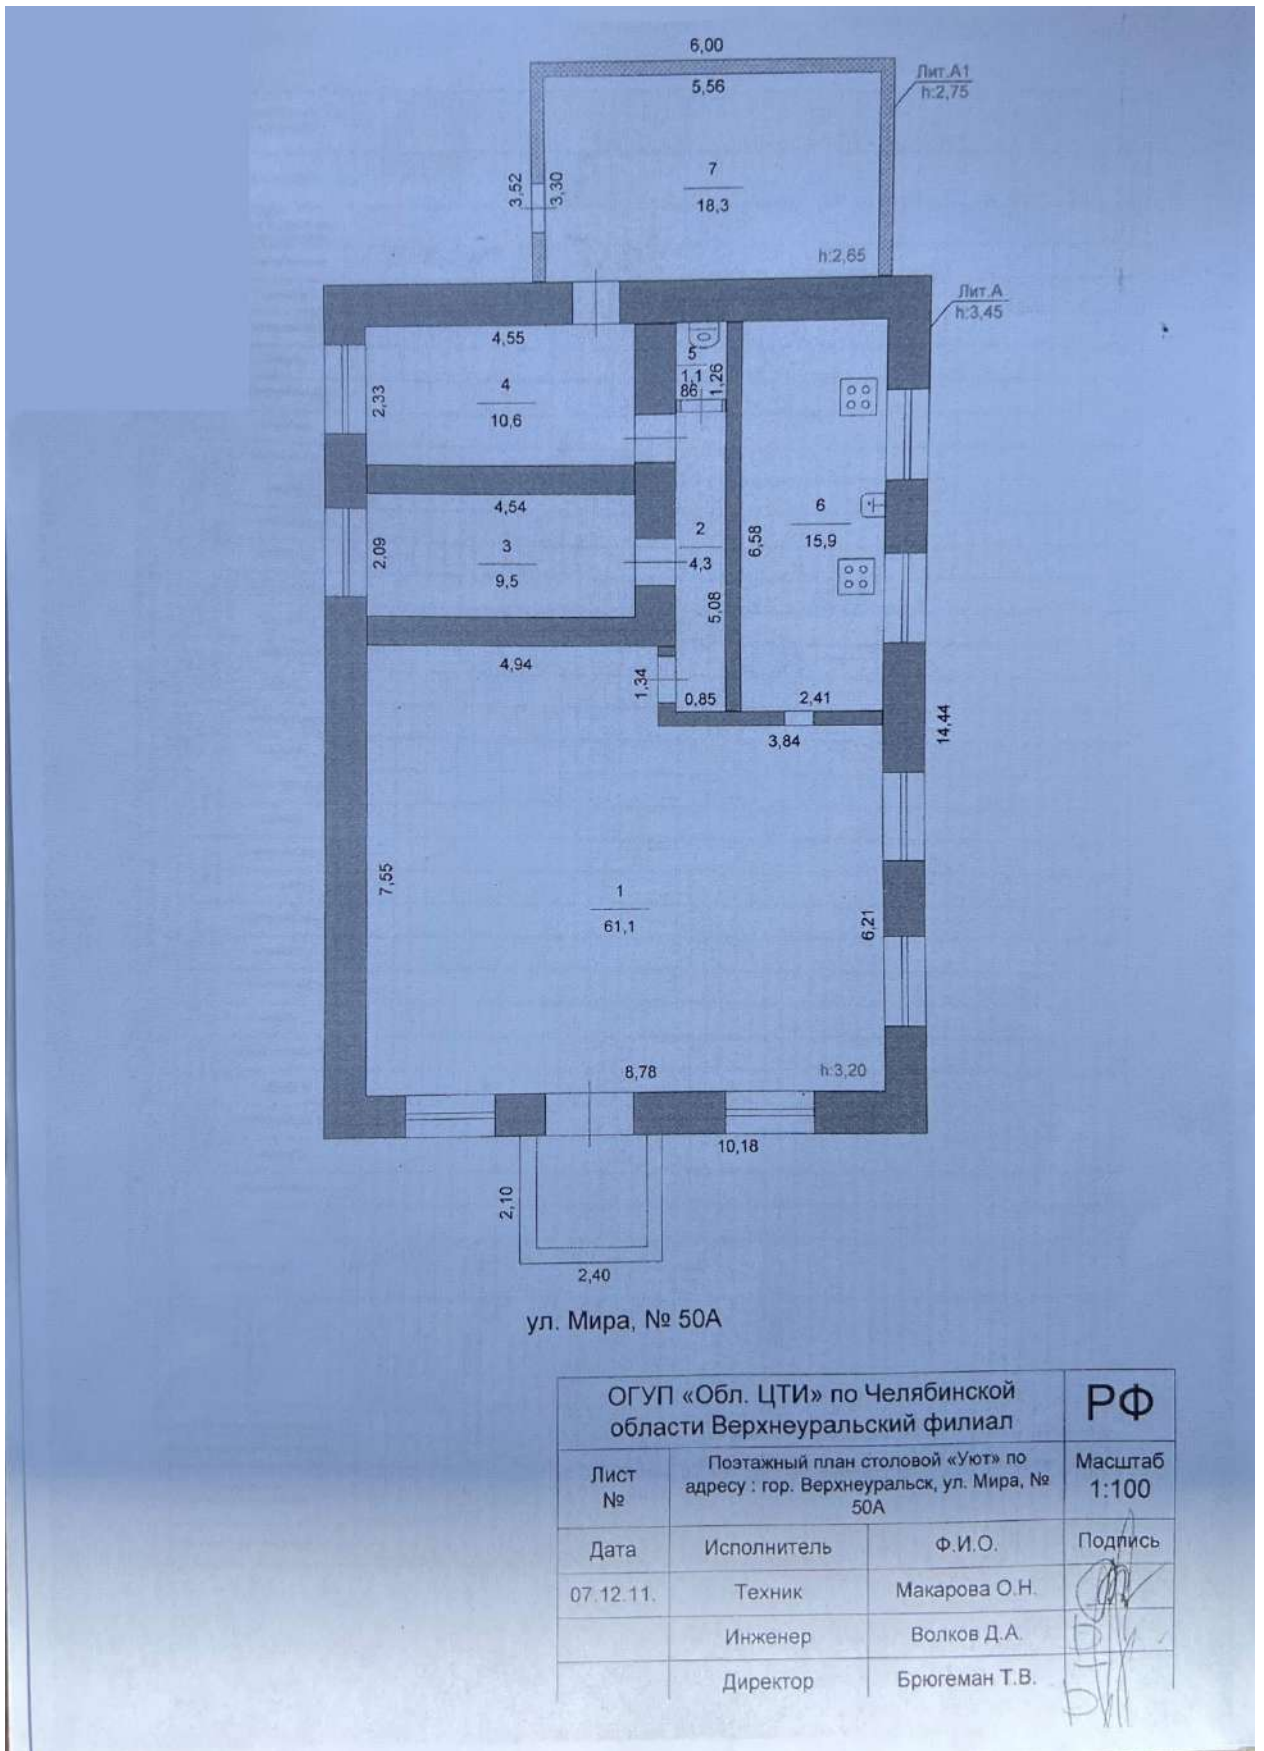 6,00
Лит.А1
h:2,75
5,56
3,52
3,30
7
18,3
h:2,65
Лит.А
h:3,45
4,55
4
10,6
2,33
5
1,1
86
1,26
4,54
3
9,5
2,09
2
4,3
5,08
6,58
6
15,9
4,94
1,34
0,85
2,41
3,84
14,44
7,55
1
61,1
6,21
8,78
h:3,20
10,18
2,10
2,40
ул. Мира, № 50А
ОГУП «Обл. ЦТИ» по Челябинской
области Верхнеуральский филиал
РФ
Лист
№
Поэтажный план столовой «Уют» по
адресу : гор. Верхнеуральск, ул. Мира, №
50А
Масштаб
1:100
Дата Исполнитель Ф.И.О. Подпись
07.12.11. Техник Макарова О.Н.
Инженер Волков Д.А.
Директор Брюгеман Т.В.